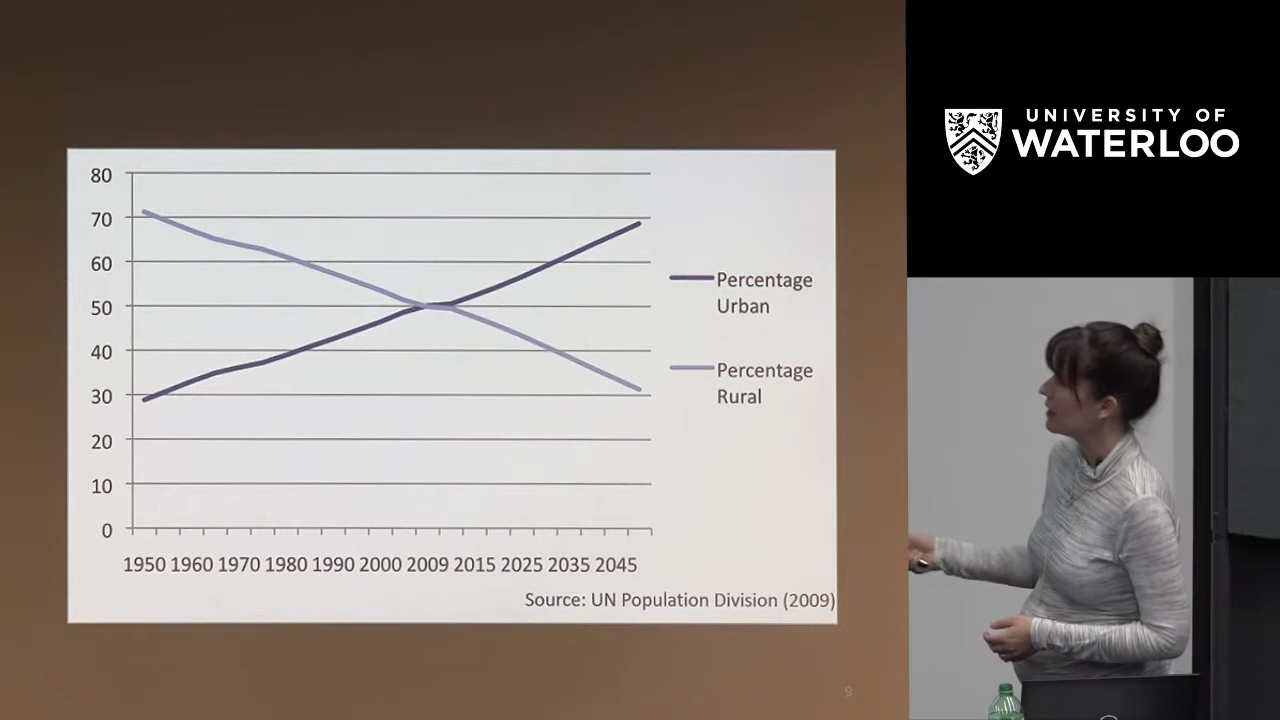 UNIVERSITY OF
WATERLOO
80
70
60
50
40
30
20
10
0
1950 1960 1970 1980 1990 2000 2009 2015 2025 2035 2045
Percentage
Urban
Percentage
Rural
Source: UN Population Division (2009)
9